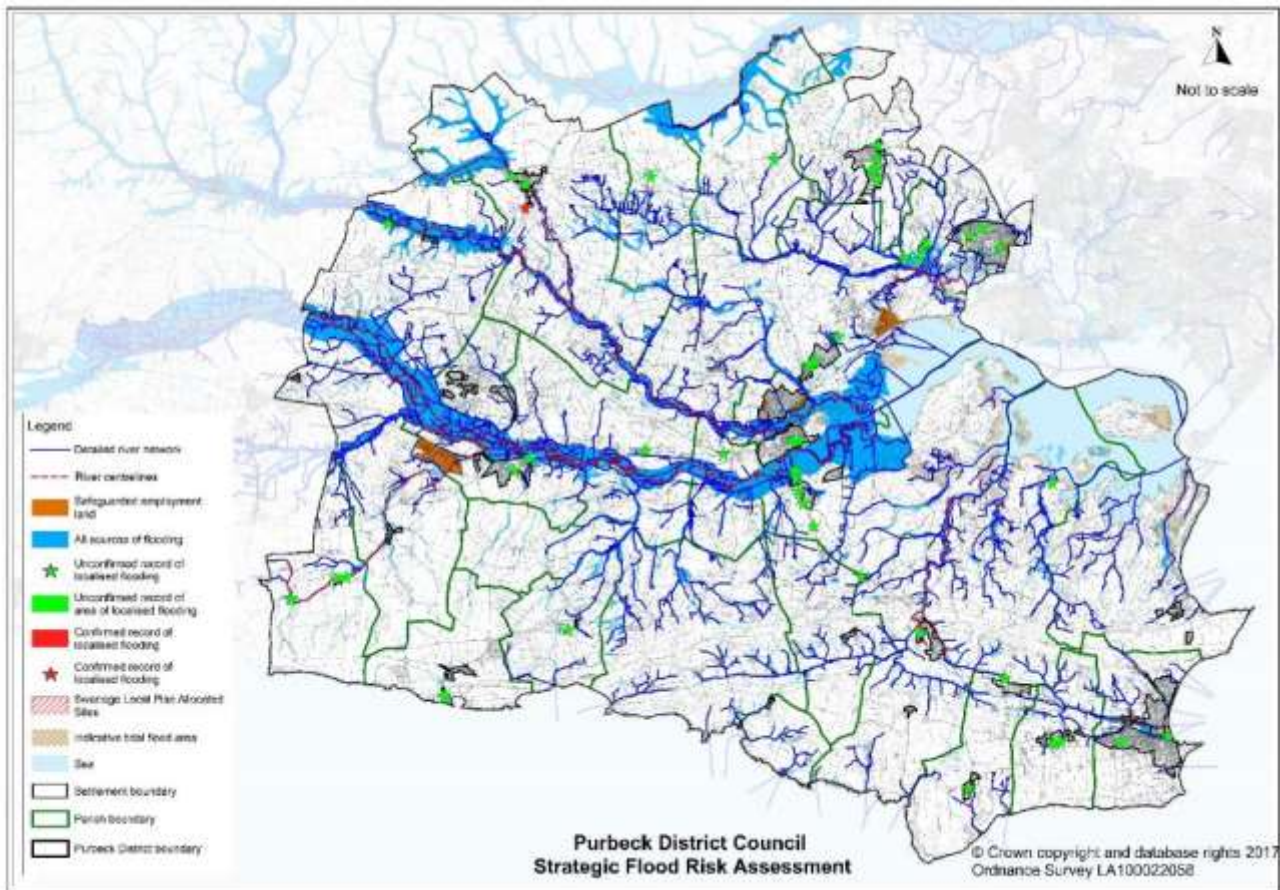 N
Not to scale
Legend
Detailed river network
River centrelines
Safeguarded employment
land
All sources of flooding
Unconfirmed record of
localised flooding
Unconfirmed record of
area of localised flooding
Confirmed record of
localised flooding
Confirmed record of
localised flooding
Swanage Local Plan Allocated
Sites
Indicative tidal flood area
Sea
Settlement boundary
Parish boundary
Purbeck District boundary
Purbeck District Council
Strategic Flood Risk Assessment
© Crown copyright and database rights 2017
Ordnance Survey LA100022058